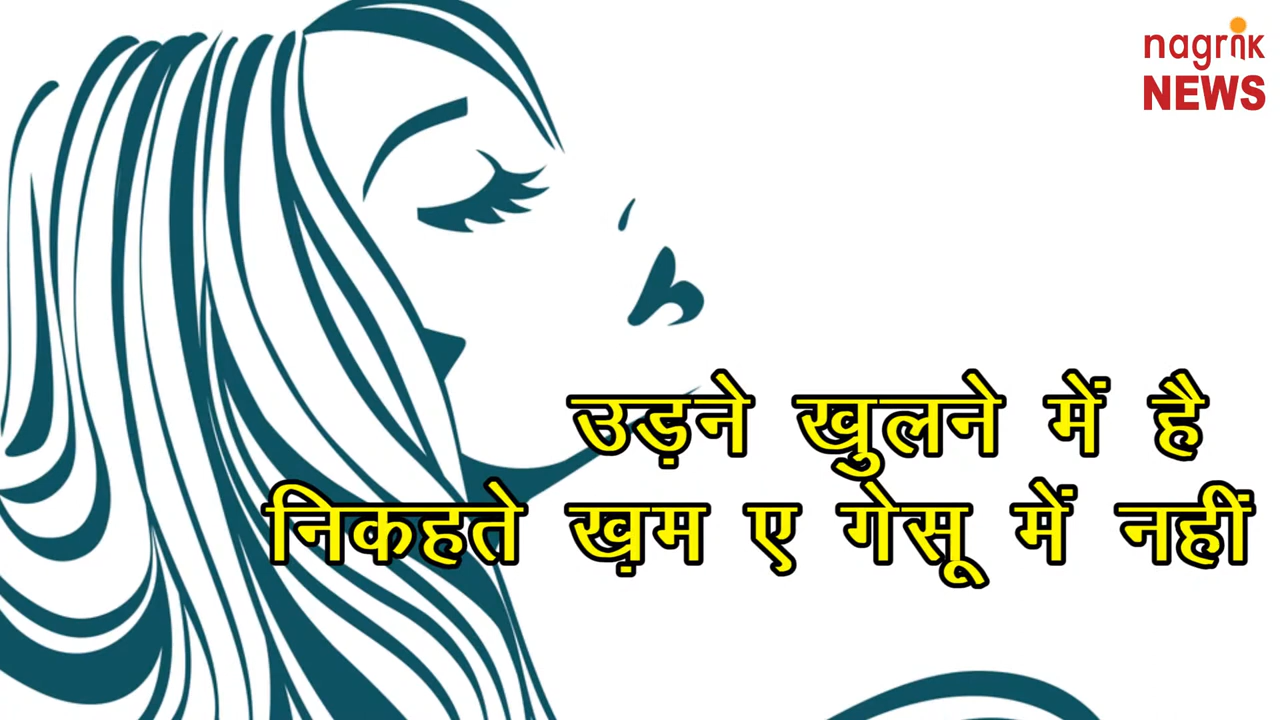 nagrik
NEWS
उड़ने खुलने में है
निकहते ख़म ए गेसू में नहीं